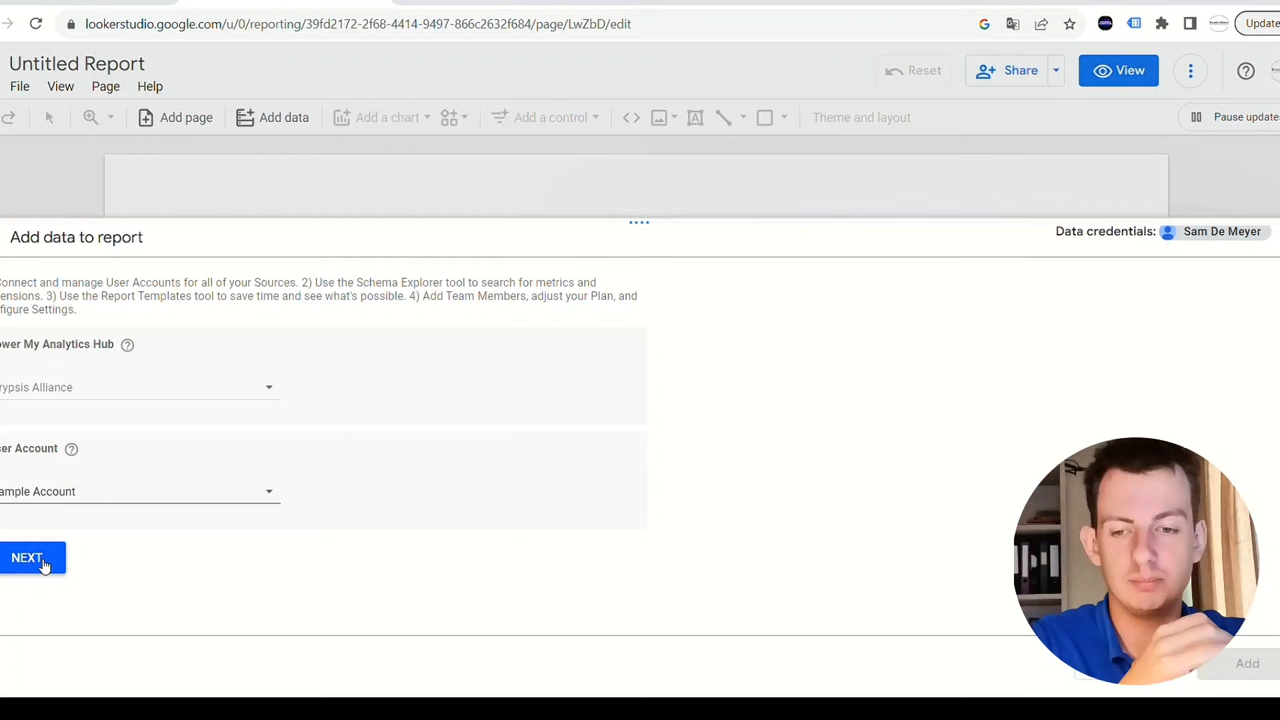 lookerstudio.google.com/u/0/reporting/39fd2172-2f68-4414-9497-866c2632f684/page/LwZbD/edit
Update
Untitled Report
Reset
Share
View
File View Page Help
Add page
Add data
Add a chart
Add a control
Theme and layout
Pause update
Add data to report
Data credentials: Sam De Meyer
Connect and manage User Accounts for all of your Sources. 2) Use the Schema Explorer tool to search for metrics and
ensions. 3) Use the Report Templates tool to save time and see what's possible. 4) Add Team Members, adjust your Plan, and
figure Settings.
ower My Analytics Hub
rypsis Alliance
ser Account
ample Account
NEXT
Add